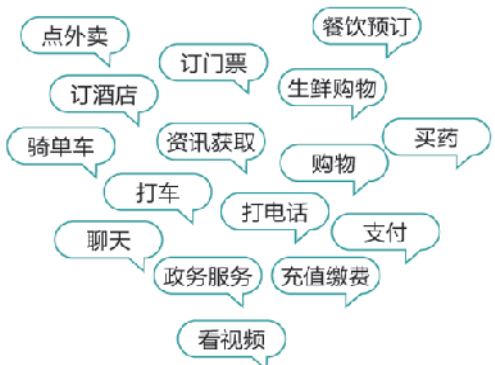 点外卖
餐饮预订
订门票
订酒店
生鲜购物
骑单车
资讯获取
买药
购物
打车
打电话
聊天
支付
政务服务
充值缴费
看视频